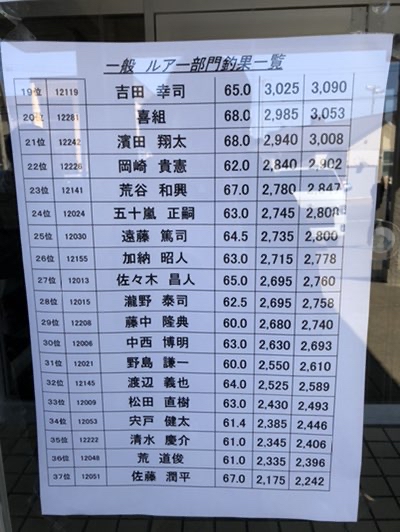 一般 ルアー部門釣果一覧
19位 12119 吉田 幸司 65.0 3,025 3,090
20位 12281 喜組 68.0 2,985 3,053
21位 12242 濱田 翔太 68.0 2,940 3,008
22位 12226 岡崎 貴憲 62.0 2,840 2,902
23位 12141 荒谷 和興 67.0 2,780 2,847
24位 12024 五十嵐 正嗣 63.0 2,745 2,808
25位 12030 遠藤 篤司 64.5 2,735 2,800
26位 12155 加納 昭人 63.0 2,715 2,778
27位 12013 佐々木 昌人 65.0 2,695 2,760
28位 12015 瀧野 泰司 62.5 2,695 2,758
29位 12208 藤中 隆典 60.0 2,680 2,740
30位 12006 中西 博明 63.0 2,630 2,693
31位 12021 野島 謙一 60.0 2,550 2,610
32位 12145 渡辺 義也 64.0 2,525 2,589
33位 12009 松田 直樹 63.0 2,430 2,493
34位 12053 宍戸 健太 61.4 2,385 2,446
35位 12222 清水 慶介 61.0 2,345 2,406
36位 12048 荒 道俊 61.0 2,335 2,396
37位 12051 佐藤 潤平 67.0 2,175 2,242